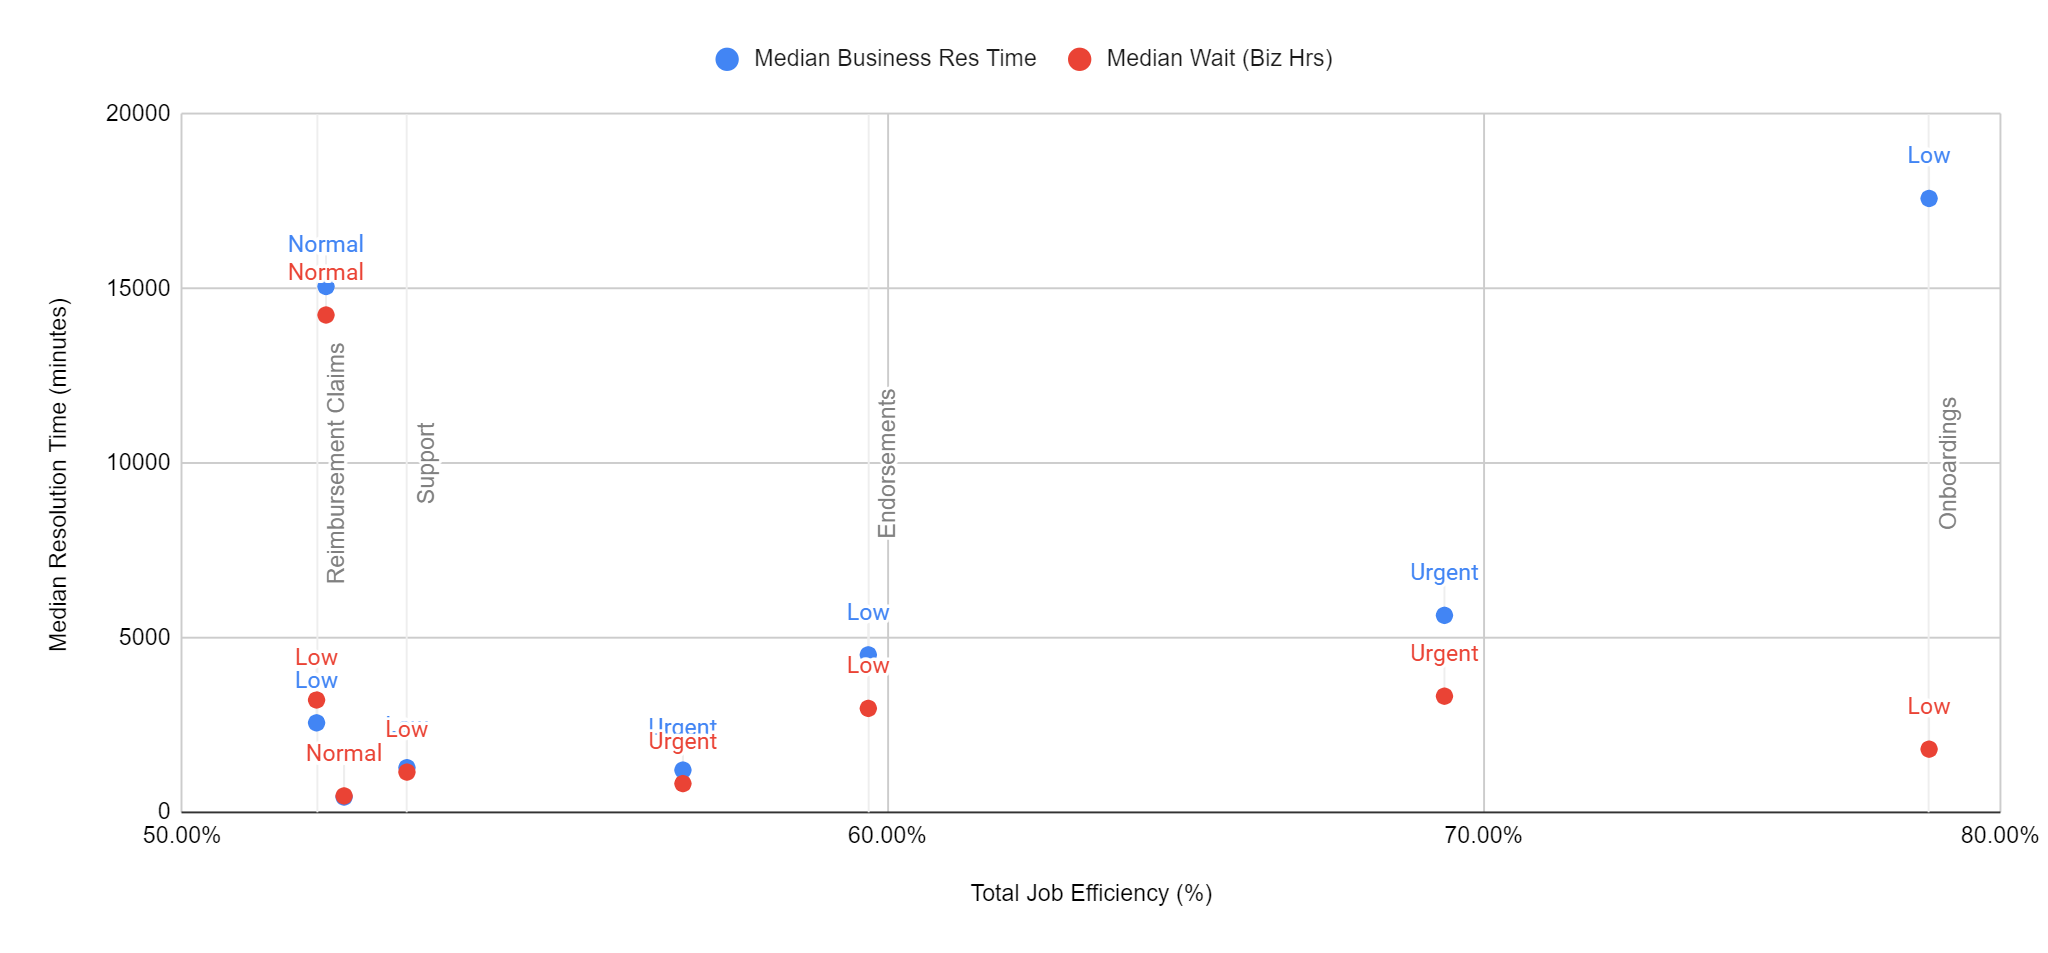 Median Business Res Time
Median Wait (Biz Hrs)
20000
15000
10000
5000
0
Median Resolution Time (minutes)
50.00%
60.00%
70.00%
80.00%
Total Job Efficiency (%)
Normal
Normal
Reimbursement Claims
Low
Low
Normal
Support
Low
Urgent
Urgent
Endorsements
Low
Low
Urgent
Urgent
Low
Onboardings
Low